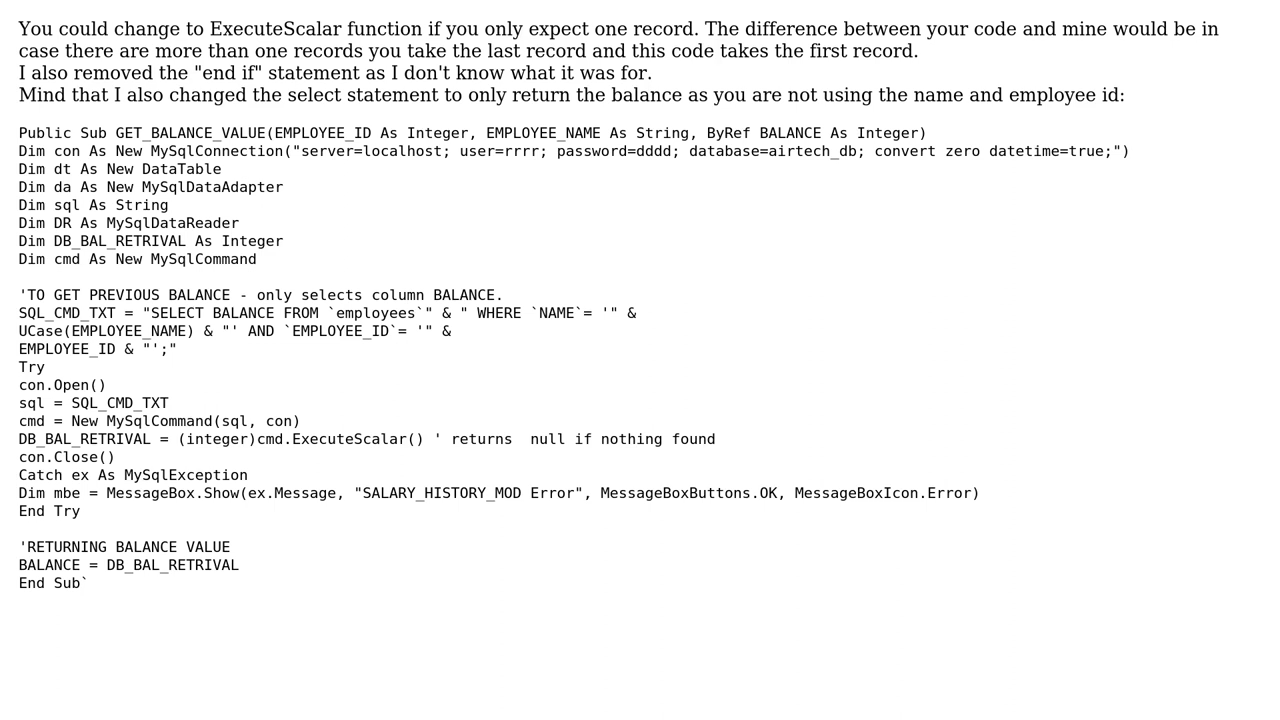 You could change to ExecuteScalar function if you only expect one record. The difference between your code and mine would be in
case there are more than one records you take the last record and this code takes the first record.
I also removed the "end if" statement as I don't know what it was for.
Mind that I also changed the select statement to only return the balance as you are not using the name and employee id:
Public Sub GET_BALANCE_VALUE(EMPLOYEE_ID As Integer, EMPLOYEE_NAME As String, ByRef BALANCE As Integer)
Dim con As New MySqlConnection("server=localhost; user=rrrr; password=dddd; database=airtech_db; convert zero datetime=true;")
Dim dt As New DataTable
Dim da As New MySqlDataAdapter
Dim sql As String
Dim DR As MySqlDataReader
Dim DB_BAL_RETRIVAL As Integer
Dim cmd As New MySqlCommand
'TO GET PREVIOUS BALANCE - only selects column BALANCE.
SQL_CMD_TXT = "SELECT BALANCE FROM `employees`" & " WHERE `NAME`= '" &
UCase(EMPLOYEE_NAME) & "' AND `EMPLOYEE_ID`= '" &
EMPLOYEE_ID & "';"
Try
con.Open()
sql = SQL_CMD_TXT
cmd = New MySqlCommand(sql, con)
DB_BAL_RETRIVAL = (integer)cmd.ExecuteScalar() ' returns  null if nothing found
con.Close()
Catch ex As MySqlException
Dim mbe = MessageBox.Show(ex.Message, "SALARY_HISTORY_MOD Error", MessageBoxButtons.OK, MessageBoxIcon.Error)
End Try
'RETURNING BALANCE VALUE
BALANCE = DB_BAL_RETRIVAL
End Sub`